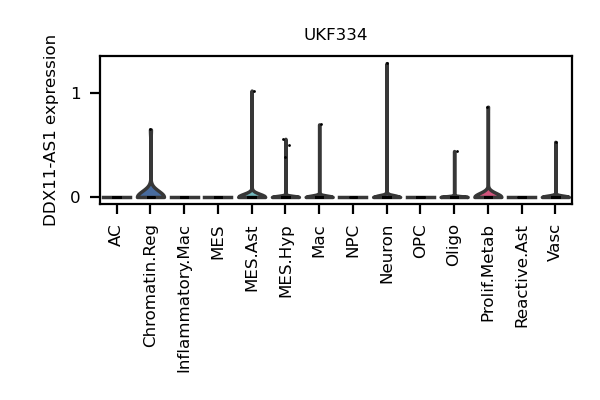 UKF334
DDX11-AS1 expression
1
0
AC
Chromatin.Reg
Inflammatory.Mac
MES
MES.Ast
MES.Hyp
Mac
NPC
Neuron
OPC
Oligo
Prolif.Metab
Reactive.Ast
Vasc